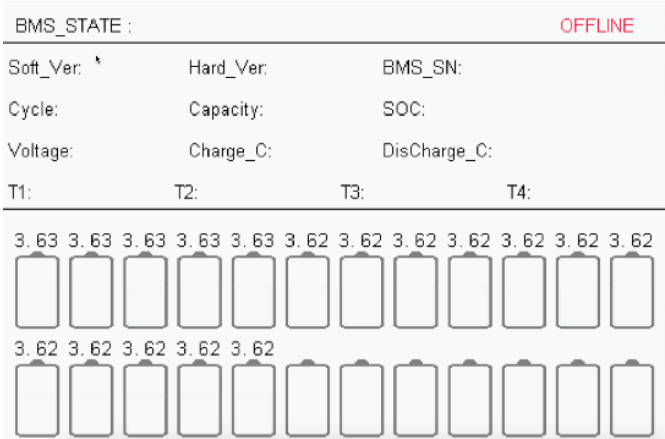 BMS_STATE : OFFLINE
Soft_Ver: Hard_Ver: BMS_SN:
Cycle: Capacity: SOC:
Voltage: Charge_C: DisCharge_C:
T1: T2: T3: T4:
3.63 3.63 3.63 3.63 3.63 3.62 3.62 3.62 3.62 3.62 3.62 3.62
3.62 3.62 3.62 3.62 3.62